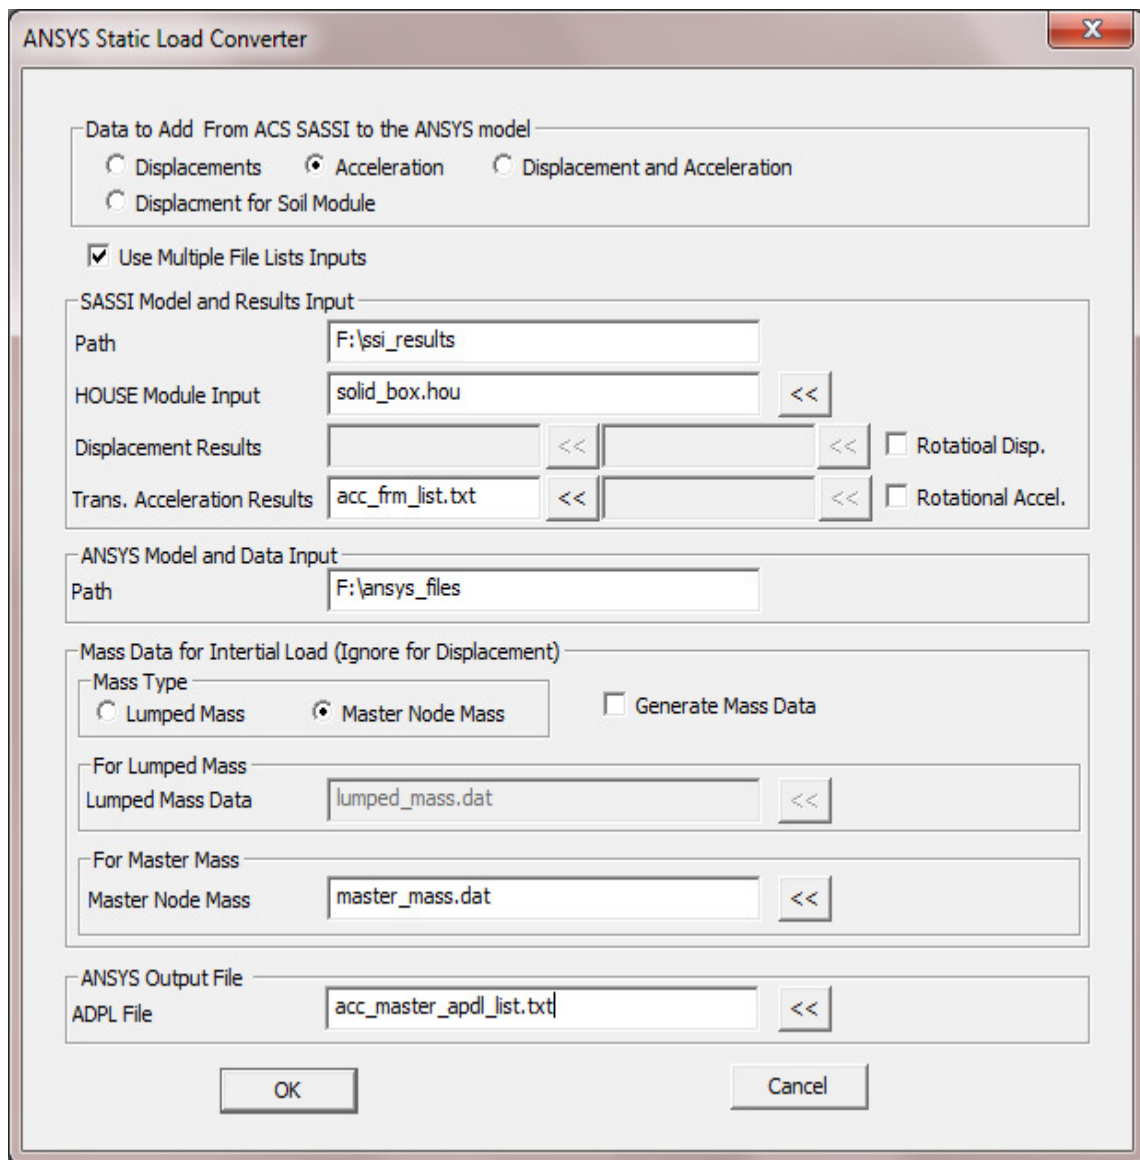 ANSYS Static Load Converter
X
Data to Add From ACS SASSI to the ANSYS model
Displacements Acceleration Displacement and Acceleration
Displacment for Soil Module
Use Multiple File Lists Inputs
SASSI Model and Results Input
Path F:\ssi_results
HOUSE Module Input solid_box.hou <<
Displacement Results << << Rotatioal Disp.
Trans. Acceleration Results acc_frm_list.txt << << Rotational Accel.
ANSYS Model and Data Input
Path F:\ansys_files
Mass Data for Intertial Load (Ignore for Displacement)
Mass Type
Lumped Mass Master Node Mass Generate Mass Data
For Lumped Mass
Lumped Mass Data lumped_mass.dat <<
For Master Mass
Master Node Mass master_mass.dat <<
ANSYS Output File
ADPL File acc_master_apdl_list.txt <<
OK Cancel